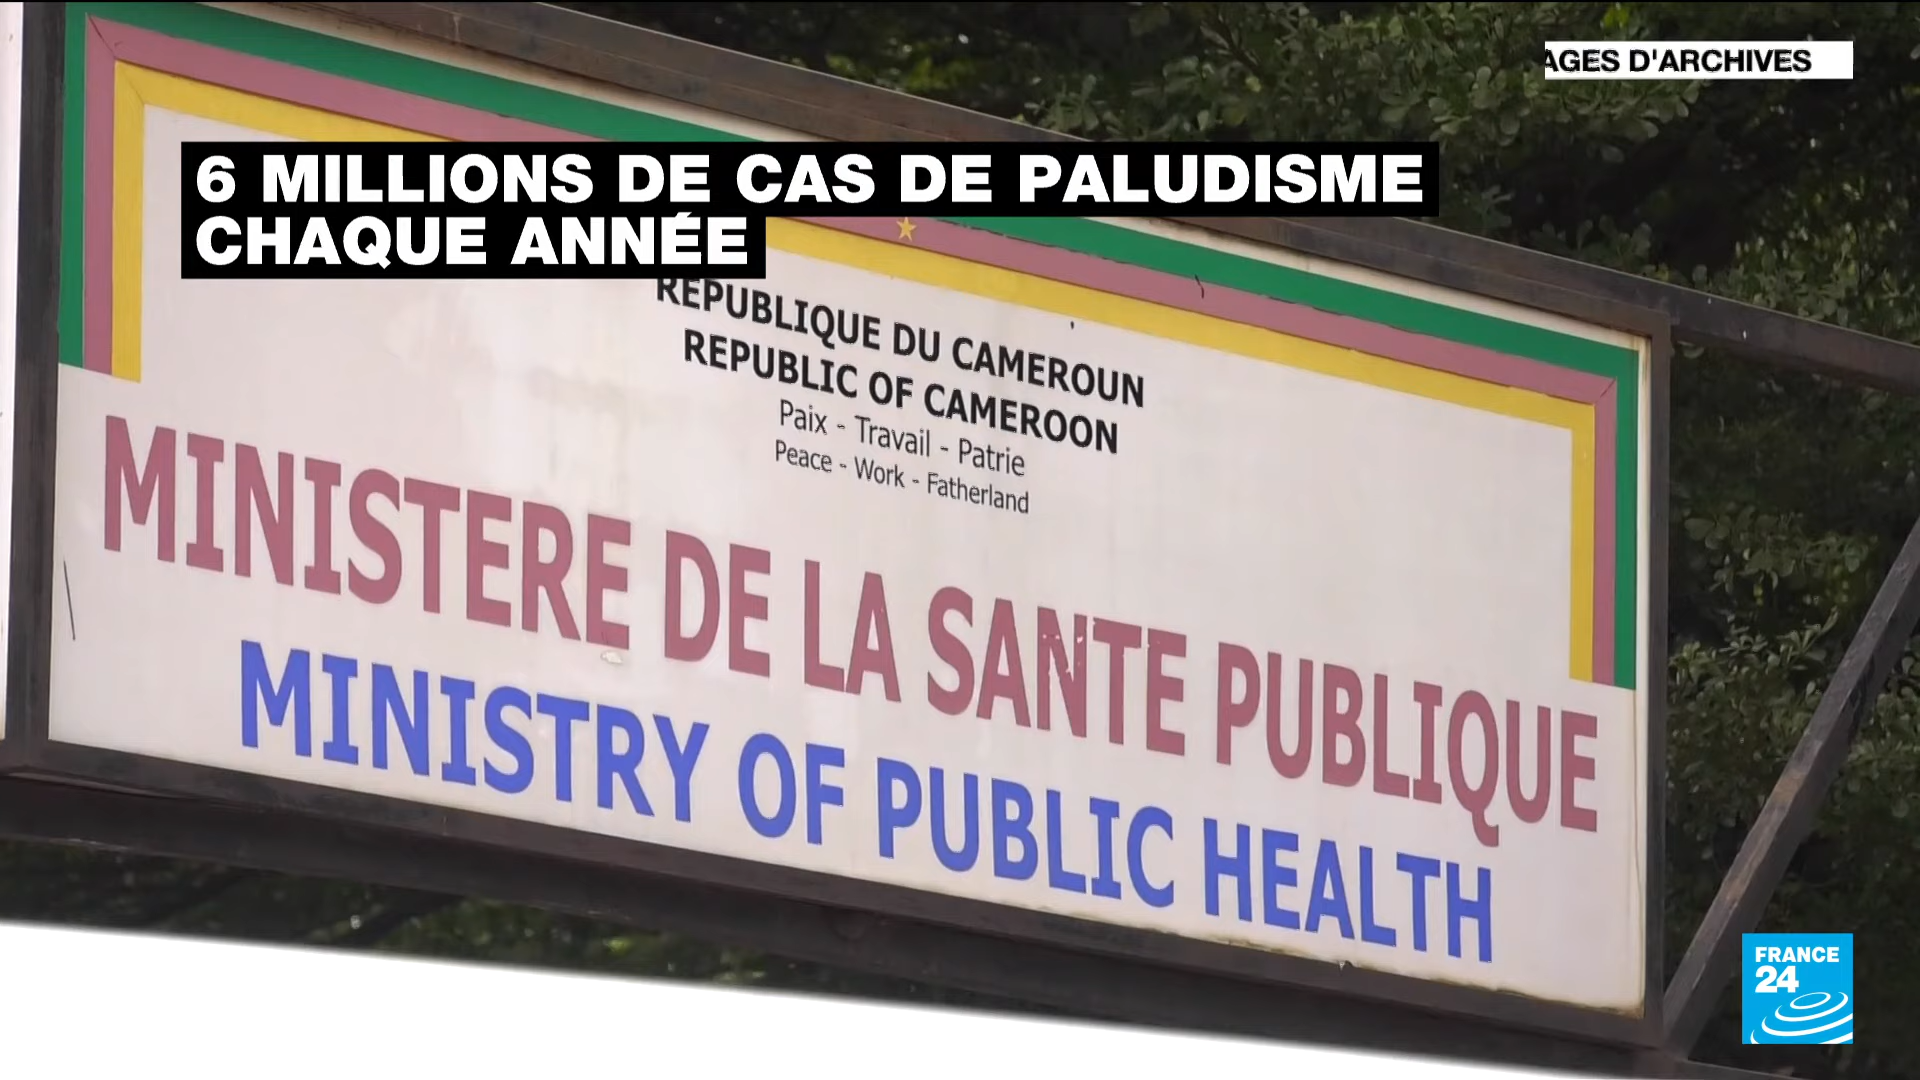 AGES D'ARCHIVES
6 MILLIONS DE CAS DE PALUDISME
CHAQUE ANNÉE
REPUBLIQUE DU CAMEROUN
REPUBLIC OF CAMEROON
Paix - Travail - Patrie
Peace - Work - Fatherland
MINISTERE DE LA SANTE PUBLIQUE
MINISTRY OF PUBLIC HEALTH
FRANCE
24